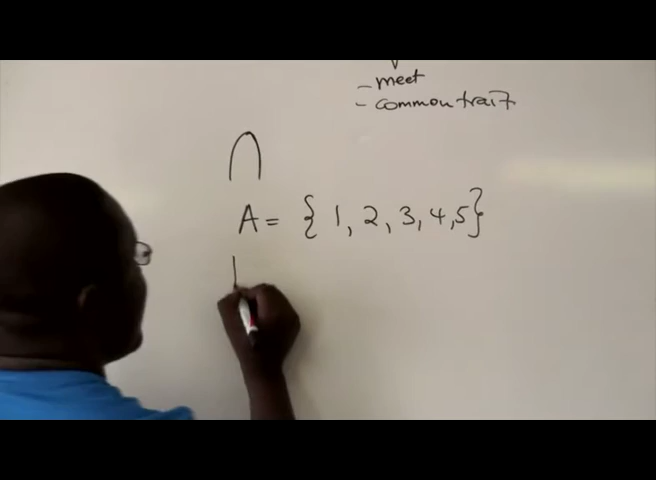 - meet
- common trait
∩
A = { 1, 2, 3, 4, 5 }